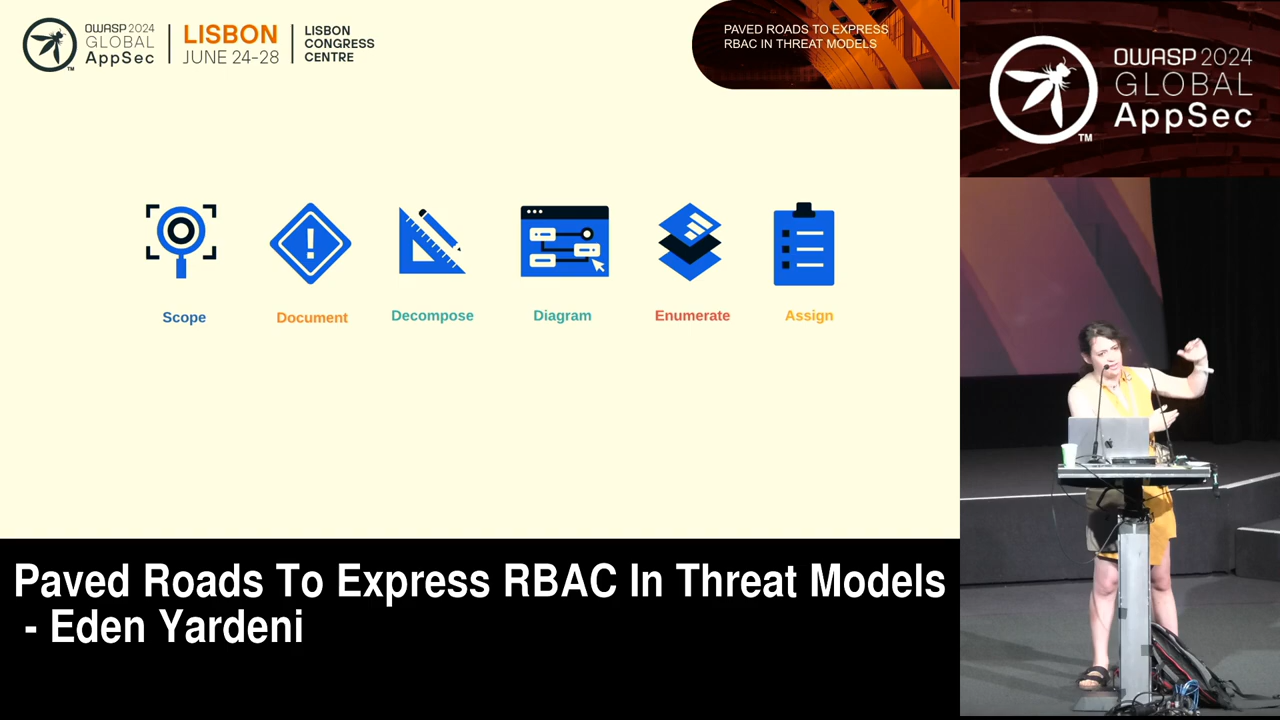 OWASP 2024
GLOBAL
AppSec
LISBON
JUNE 24-28
LISBON
CONGRESS
CENTRE
PAVED ROADS TO EXPRESS
RBAC IN THREAT MODELS
OWASP 2024
GLOBAL
AppSec
TM
TM
Scope
Document
Decompose
Diagram
Enumerate
Assign
Paved Roads To Express RBAC In Threat Models
- Eden Yardeni